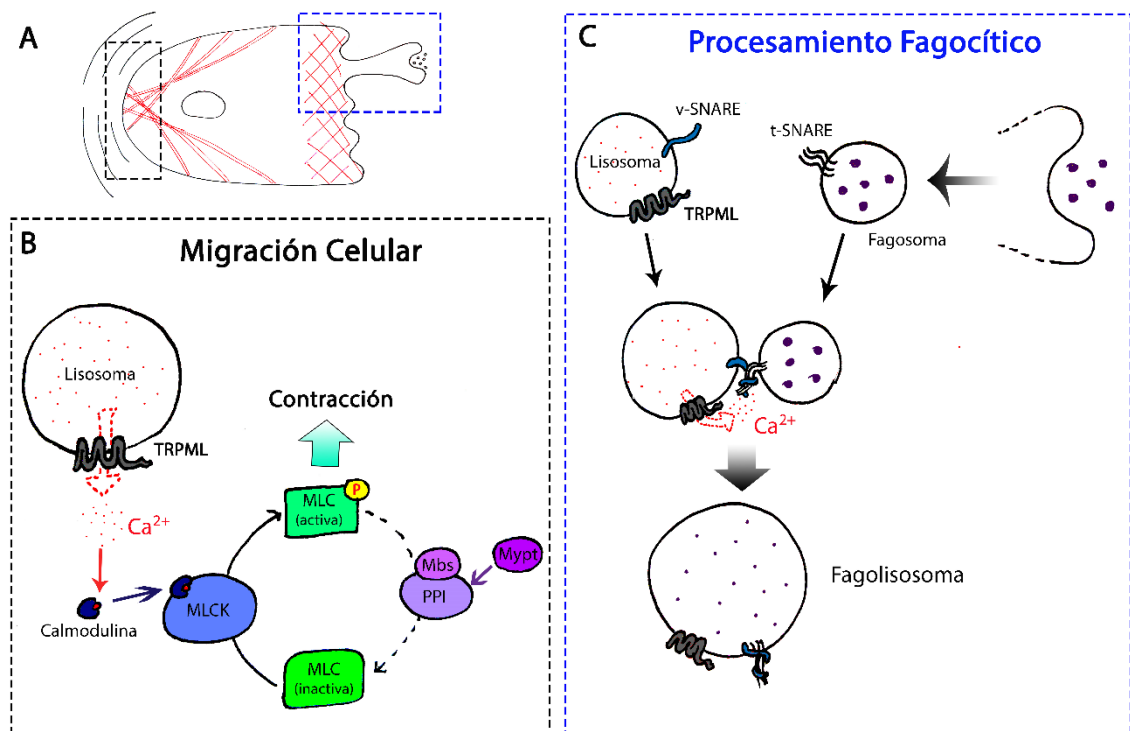 A
B
Migración Celular
Lisosoma
TRPML
Ca2+
Calmodulina
MLCK
Contracción
MLC
(activa)
P
Mbs
PPI
Mypt
MLC
(inactiva)
C
Procesamiento Fagocítico
v-SNARE
t-SNARE
Lisosoma
TRPML
Fagosoma
Ca2+
Fagolisosoma